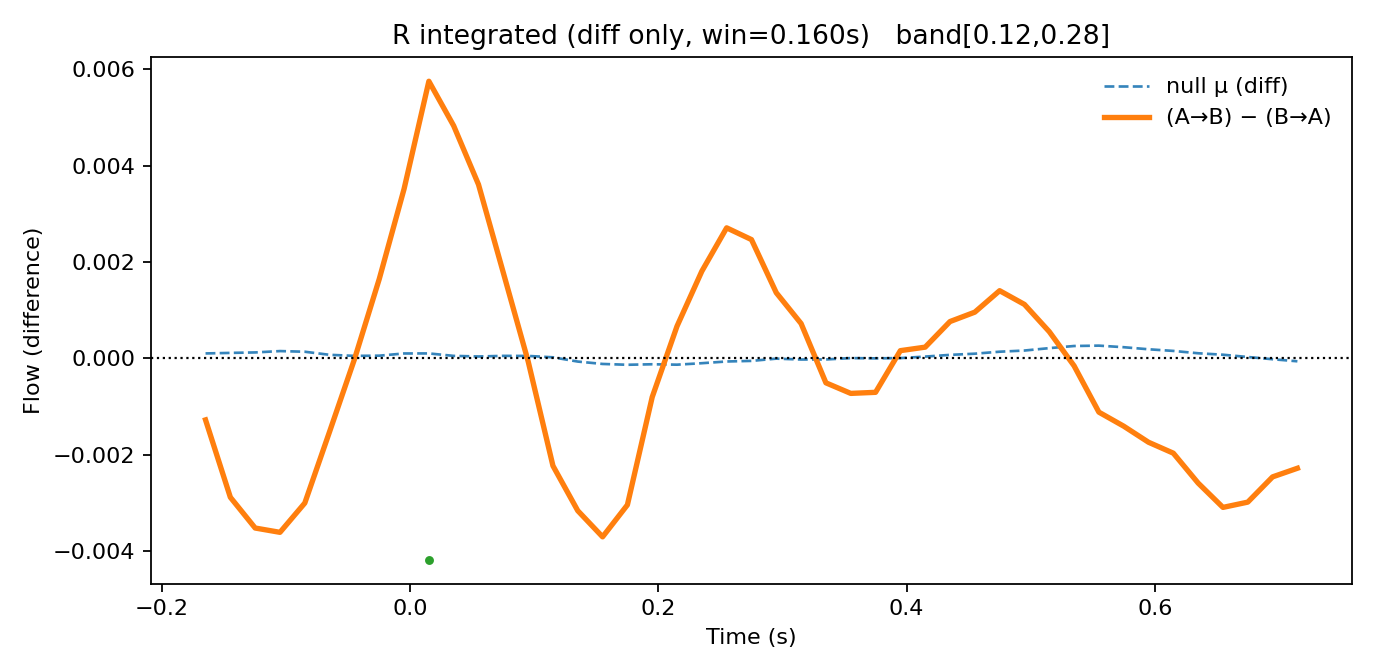 R integrated (diff only, win=0.160s)   band[0.12,0.28]
null μ (diff)
(A→B) − (B→A)
Flow (difference)
0.006
0.004
0.002
0.000
−0.002
−0.004
−0.2
0.0
0.2
0.4
0.6
Time (s)